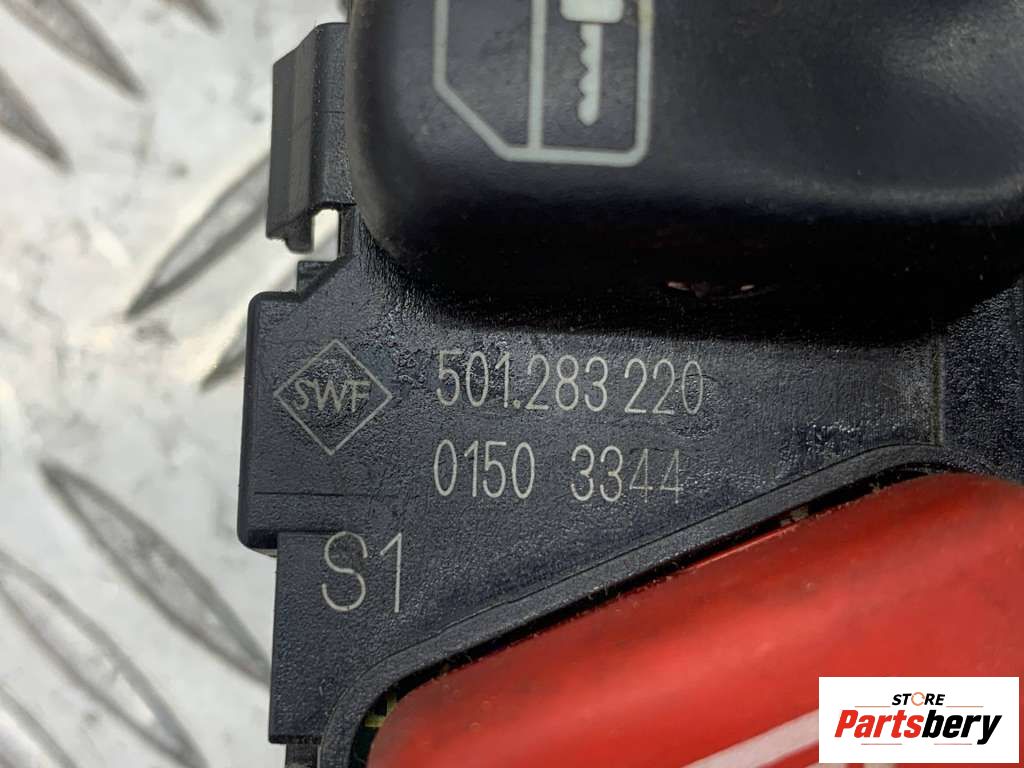 SWF
501.283 220
0150 3344
S1
STORE
Partsbery